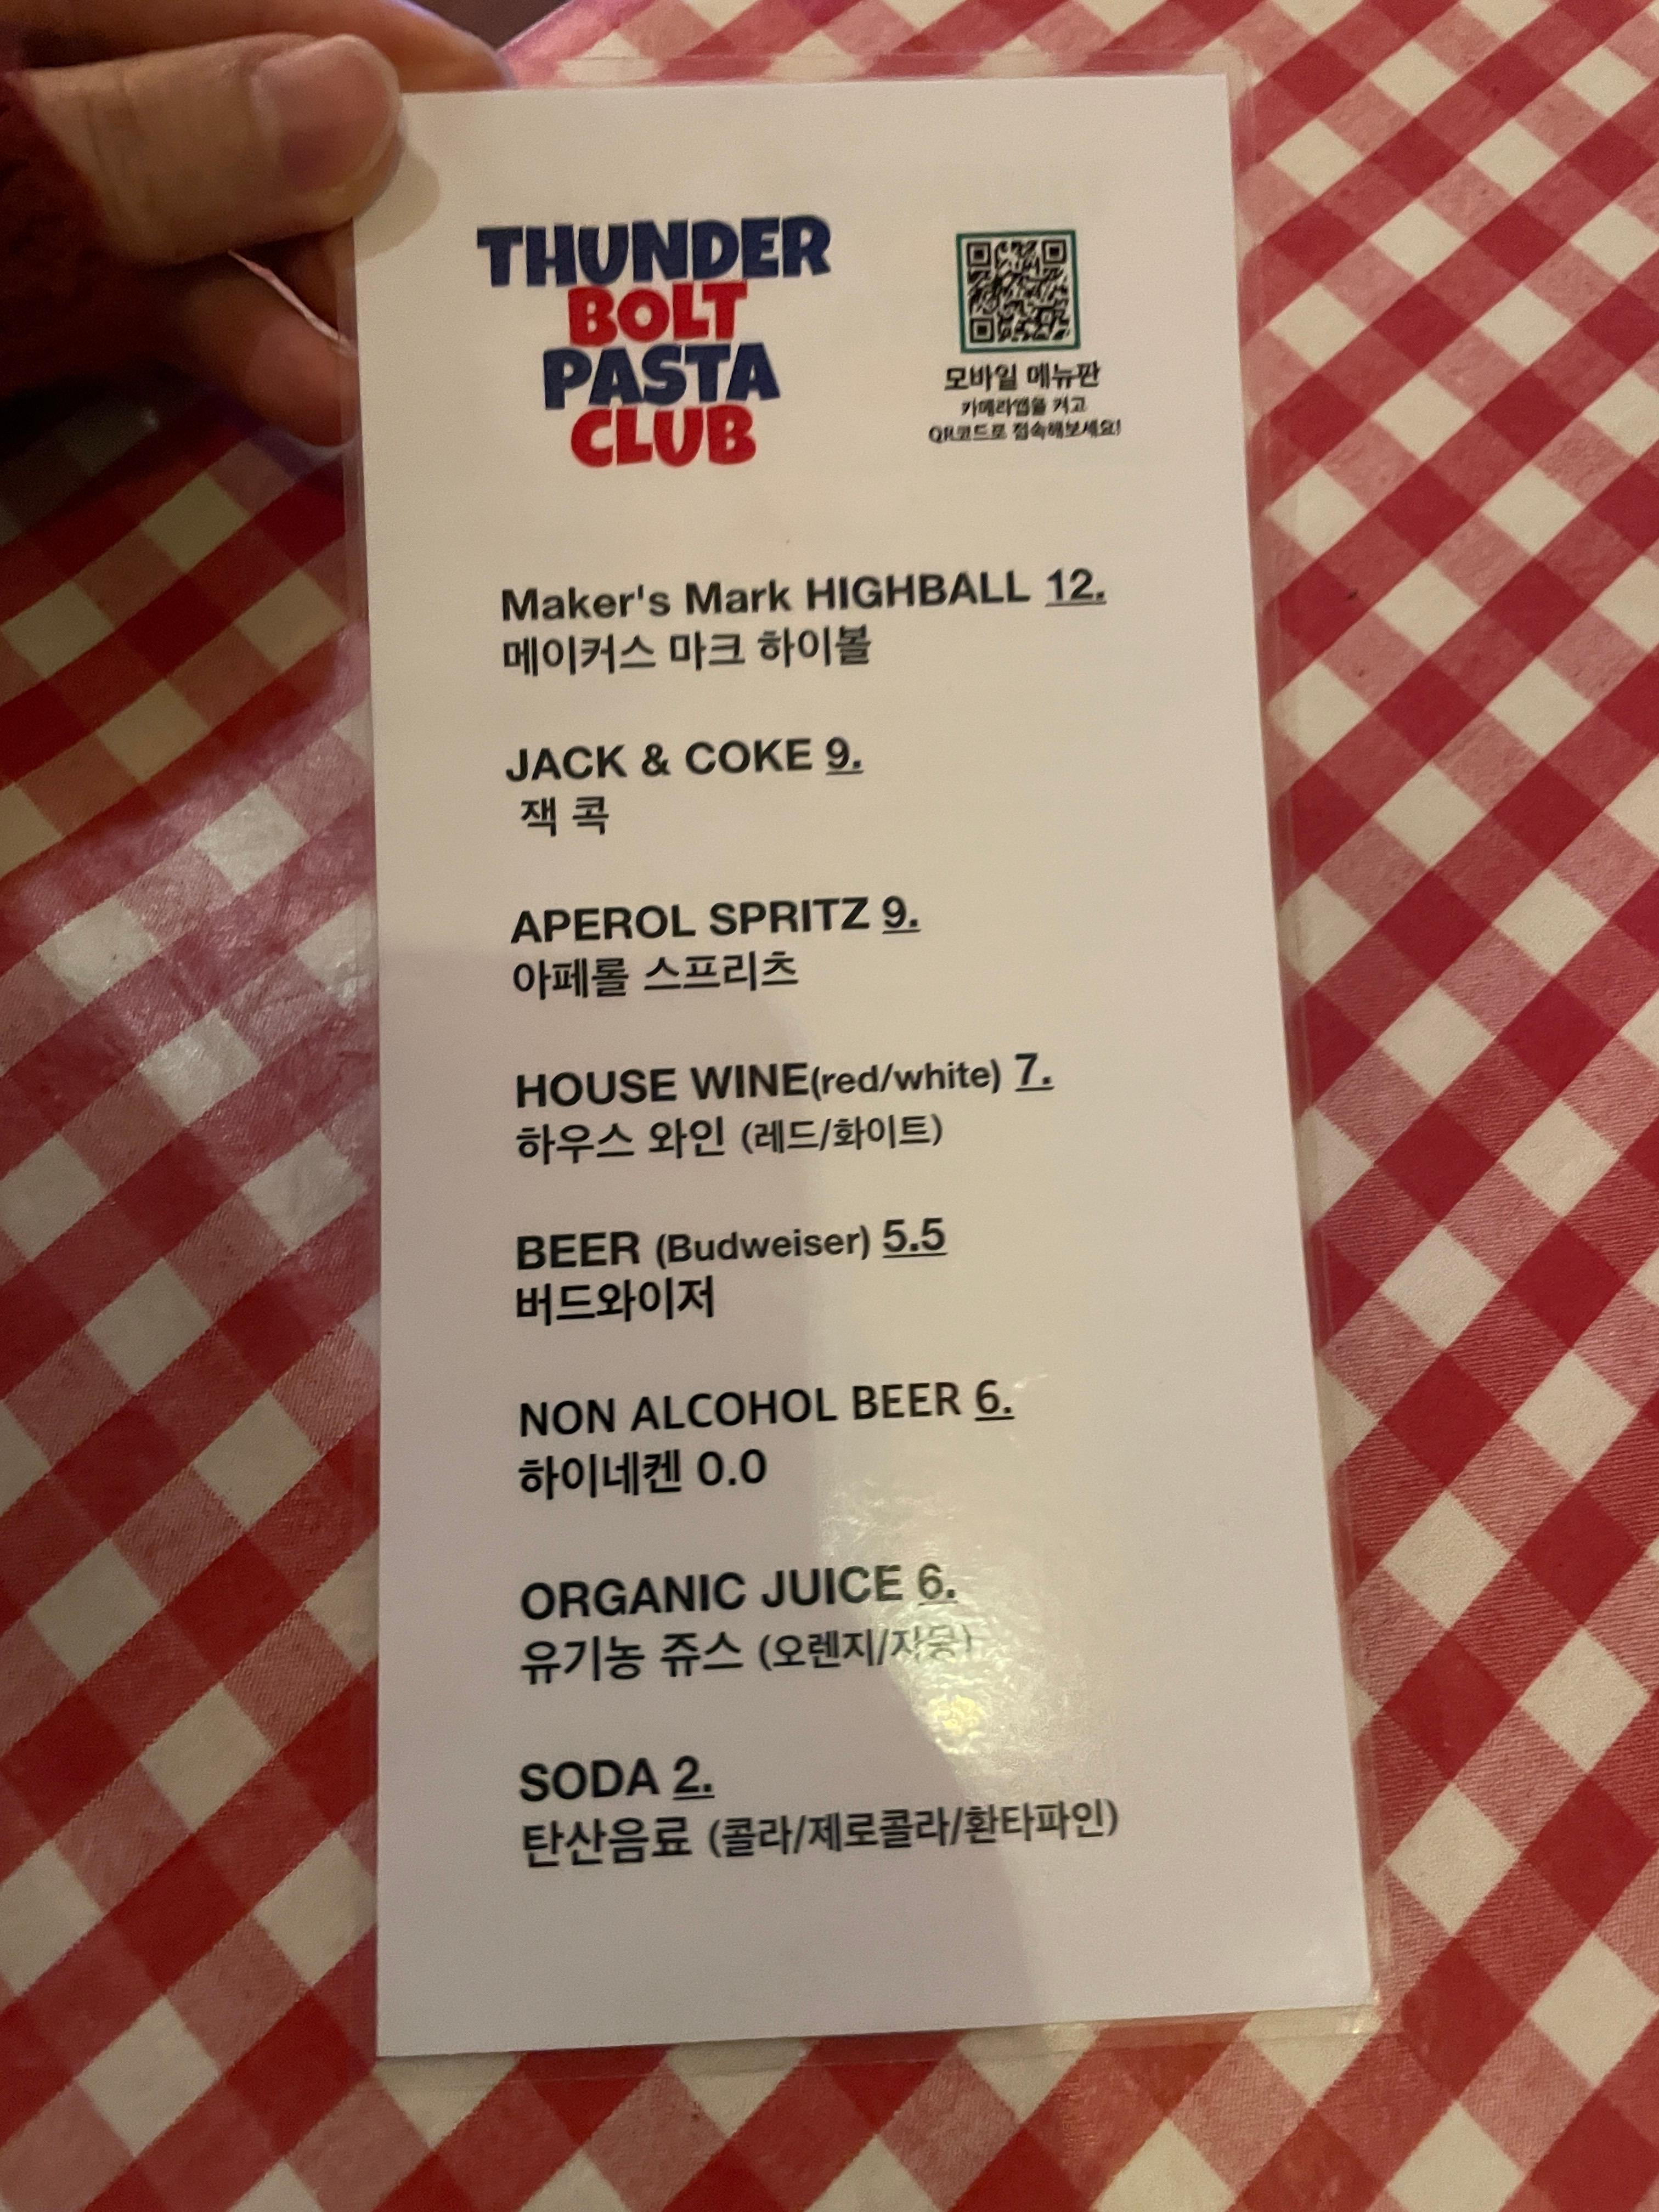 THUNDER
BOLT
PASTA
CLUB
모바일 메뉴판
카메라앱을 켜고
QR코드로 접속해보세요!
Maker's Mark HIGHBALL 12.
메이커스 마크 하이볼
JACK & COKE 9.
잭 콕
APEROL SPRITZ 9.
아페롤 스프리츠
HOUSE WINE(red/white) 7.
하우스 와인 (레드/화이트)
BEER (Budweiser) 5.5
버드와이저
NON ALCOHOL BEER 6.
하이네켄 0.0
ORGANIC JUICE 6.
유기농 쥬스 (오렌지/자몽)
SODA 2.
탄산음료 (콜라/제로콜라/환타파인)